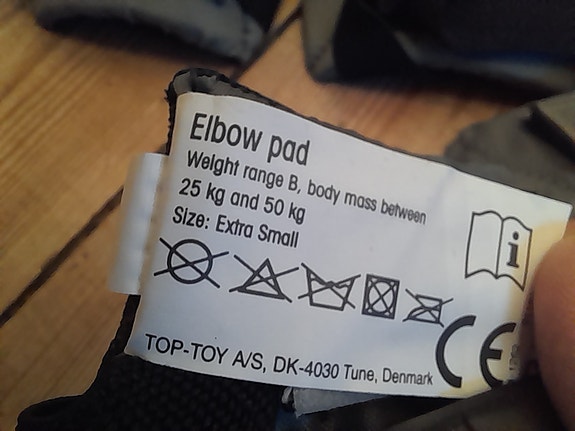 Elbow pad
Weight range B, body mass between
25 kg and 50 kg
Size: Extra Small
i
CE
TOP-TOY A/S, DK-4030 Tune, Denmark